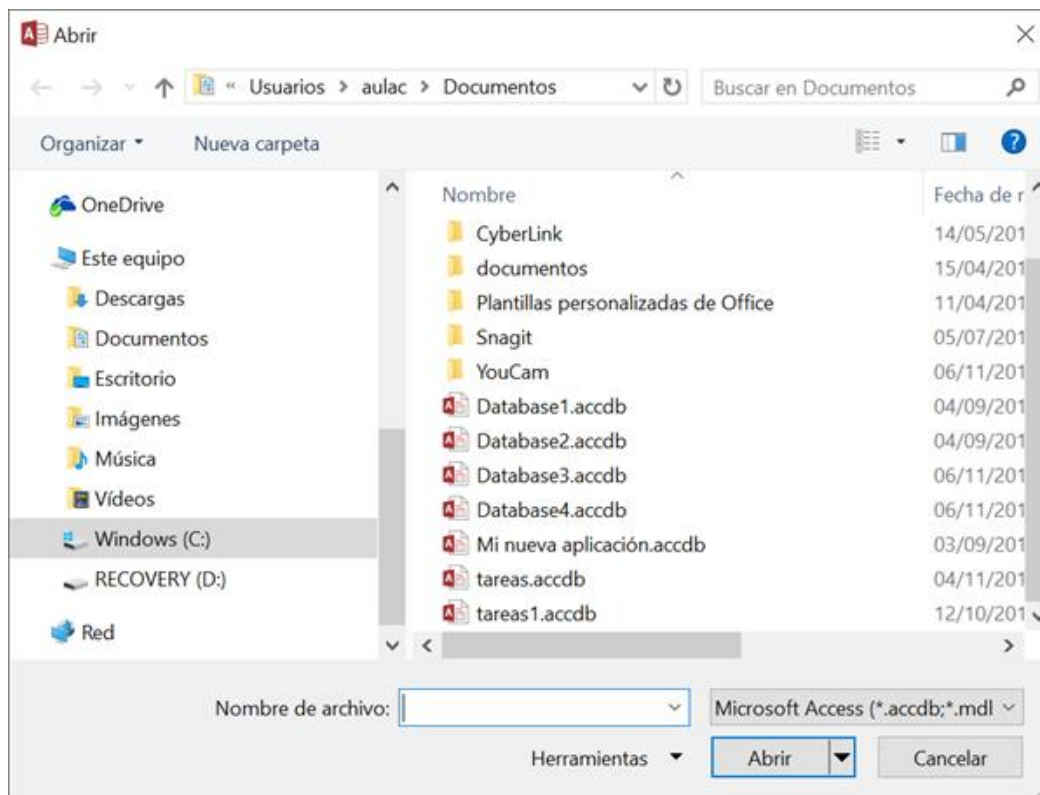 Abrir
« Usuarios > aulac > Documentos
Buscar en Documentos
Organizar
Nueva carpeta
OneDrive
Este equipo
Descargas
Documentos
Escritorio
Imágenes
Música
Vídeos
Windows (C:)
RECOVERY (D:)
Red
Nombre Fecha de r
CyberLink 14/05/201
documentos 15/04/201
Plantillas personalizadas de Office 11/04/201
Snagit 05/07/201
YouCam 06/11/201
Database1.accdb 04/09/201
Database2.accdb 04/09/201
Database3.accdb 06/11/201
Database4.accdb 06/11/201
Mi nueva aplicación.accdb 03/09/201
tareas.accdb 04/11/201
tareas1.accdb 12/10/201
Nombre de archivo:
Microsoft Access (*.accdb;*.mdl
Herramientas
Abrir
Cancelar